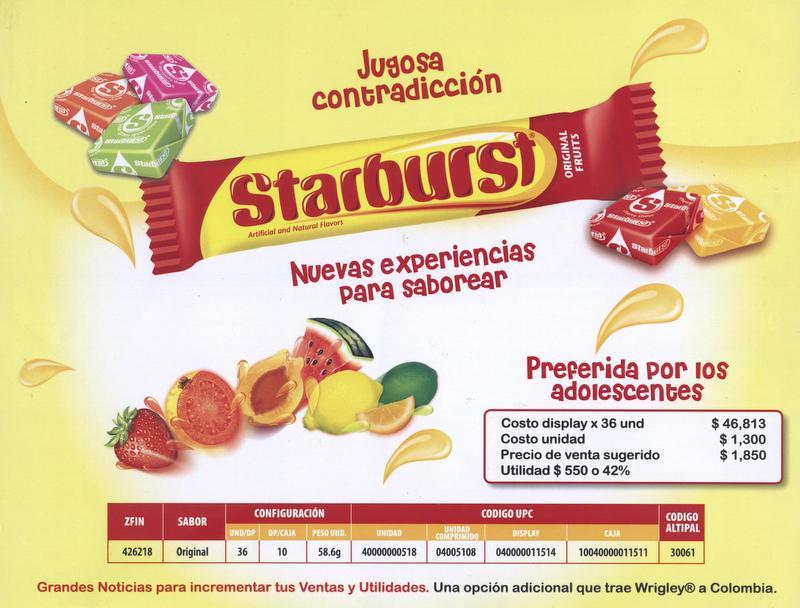 Jugosa
contradicción
Starburst®
ORIGINAL
FRUITS
Artificial and Natural Flavors
Nuevas experiencias
para saborear
Preferida por los
adolescentes
Costo display x 36 und $ 46,813
Costo unidad $ 1,300
Precio de venta sugerido $ 1,850
Utilidad $ 550 o 42%
ZFIN SABOR CONFIGURACIÓN CODIGO UPC CODIGO ALTIPAL
UND/DP DP/CAJA PESO UND. UNIDAD UNIDAD COMPRIMIDO DISPLAY CAJA
426218 Original 36 10 58.6g 40000000518 04005108 040000011514 10040000011511 30061
Grandes Noticias para incrementar tus Ventas y Utilidades. Una opción adicional que trae Wrigley® a Colombia.